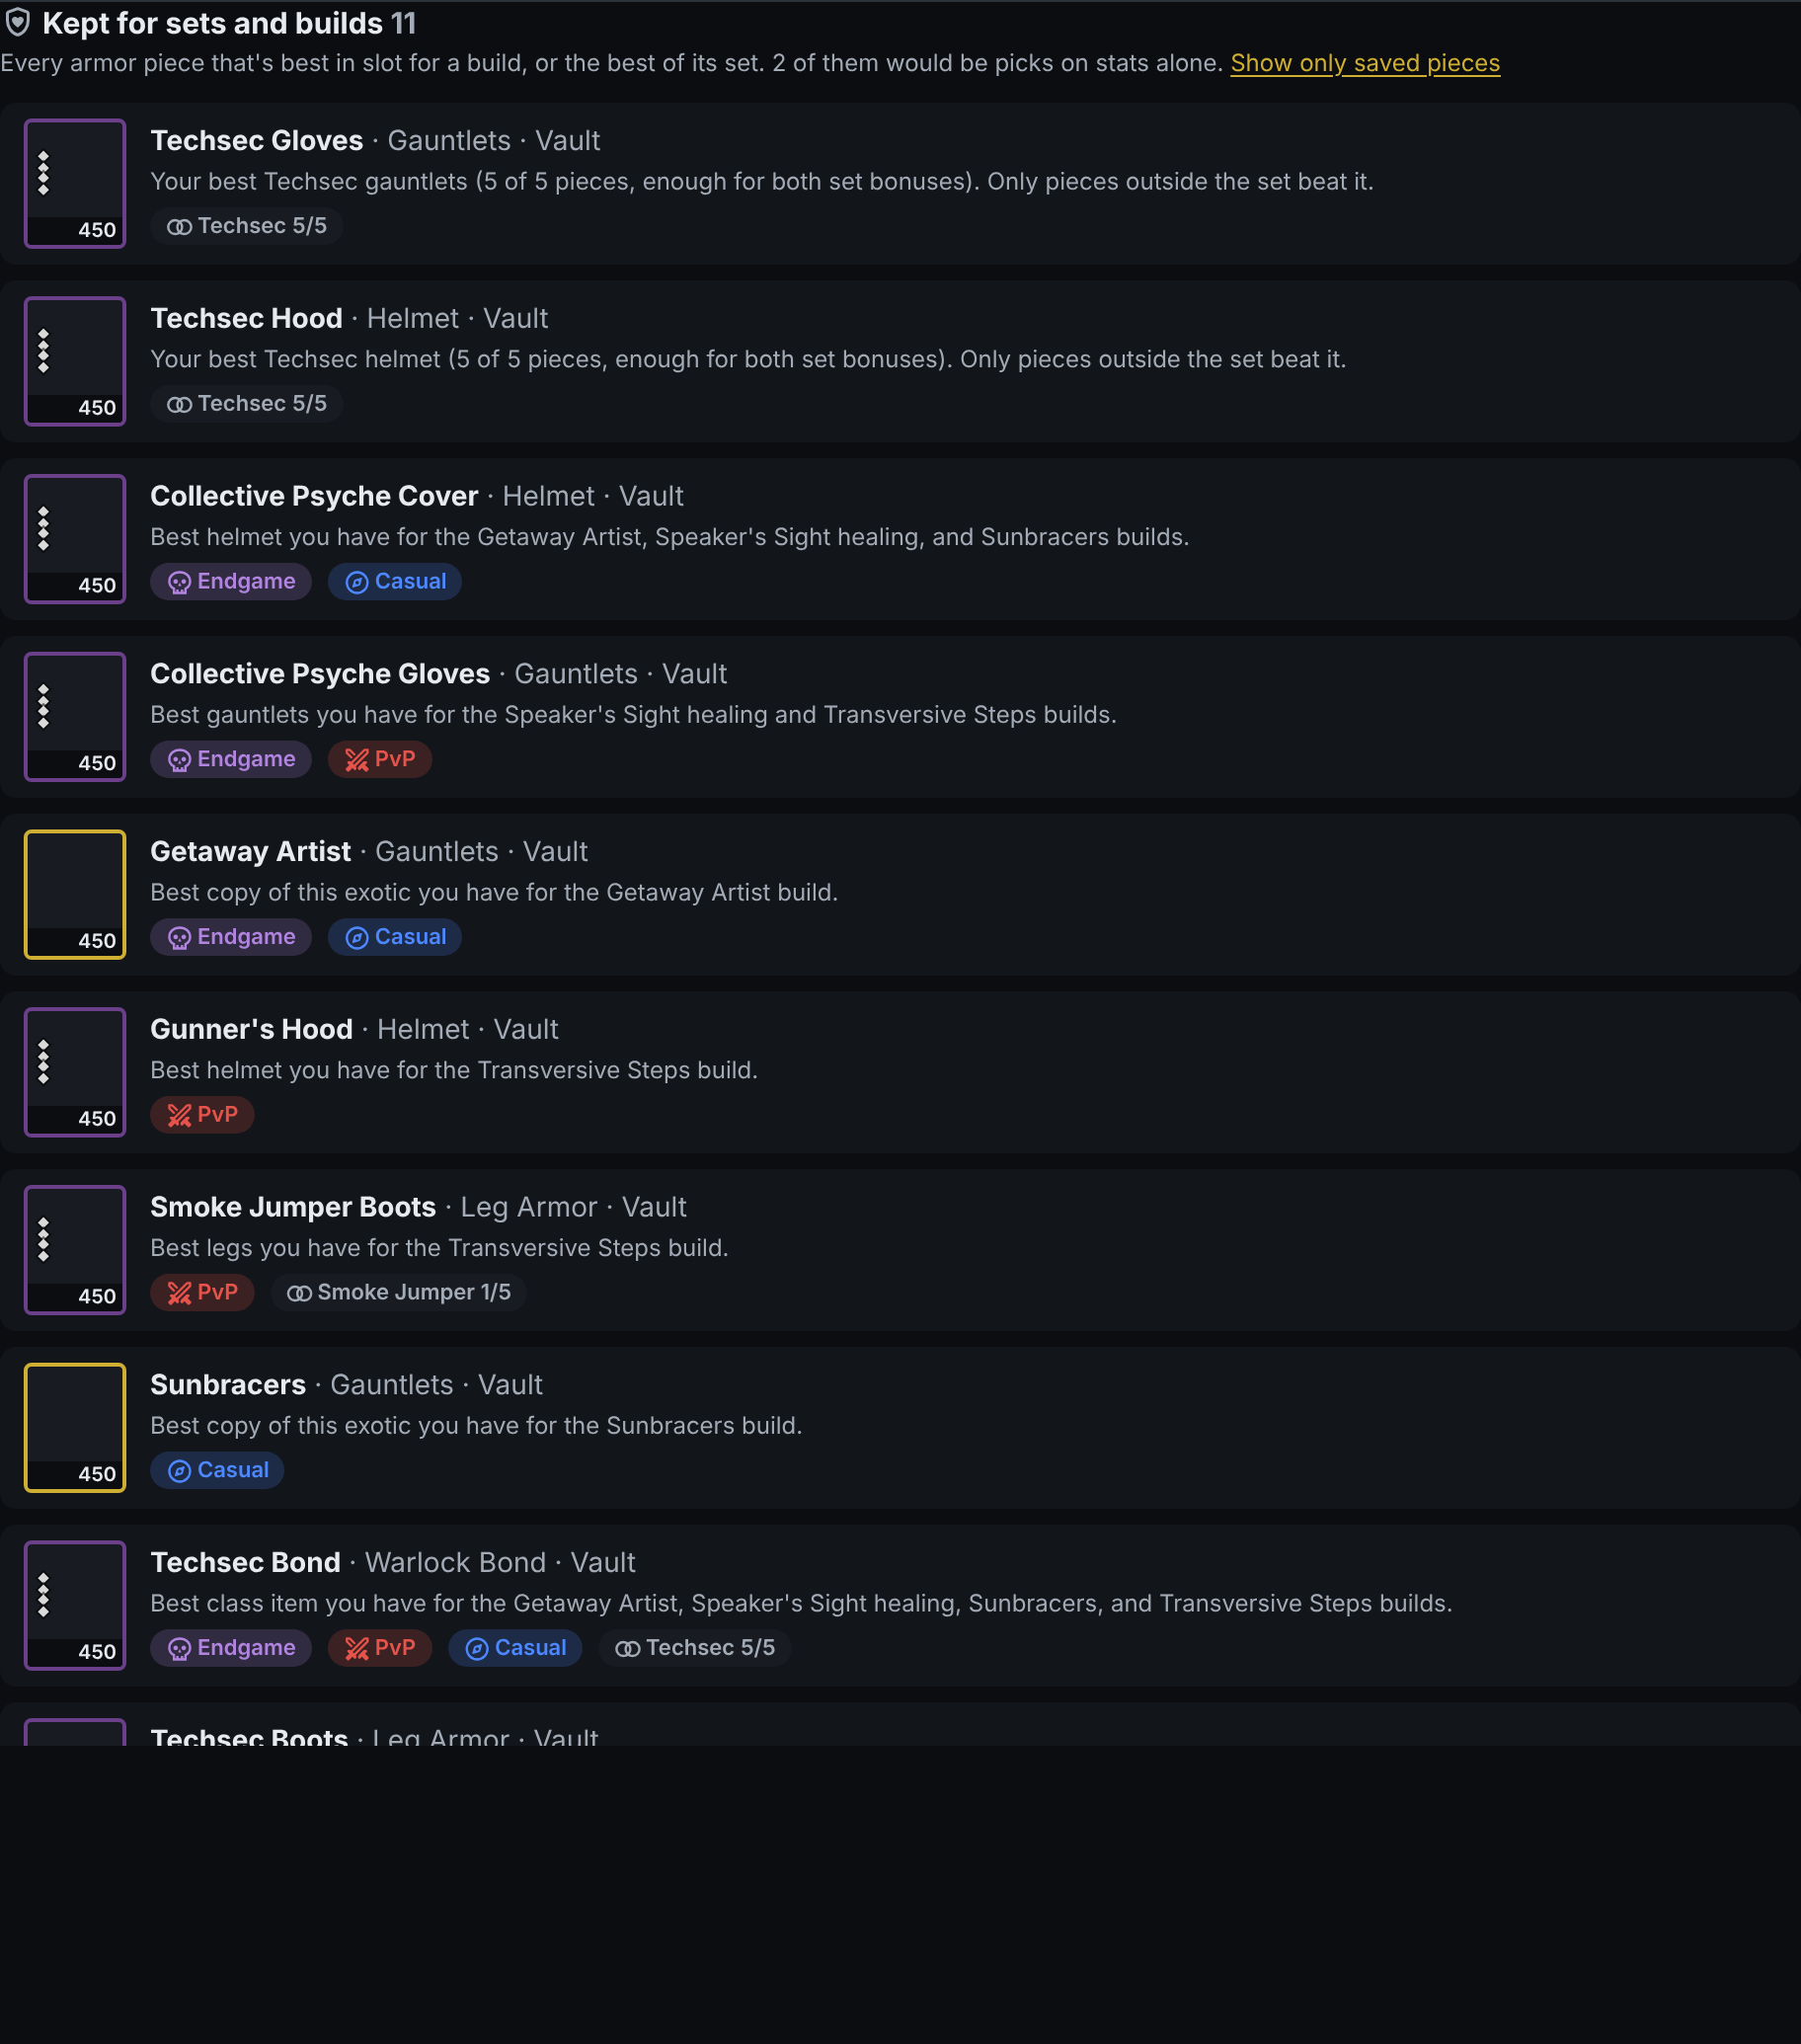 Kept for sets and builds 11
Every armor piece that's best in slot for a build, or the best of its set. 2 of them would be picks on stats alone. Show only saved pieces
Techsec Gloves · Gauntlets · Vault
Your best Techsec gauntlets (5 of 5 pieces, enough for both set bonuses). Only pieces outside the set beat it.
450
Techsec 5/5
Techsec Hood · Helmet · Vault
Your best Techsec helmet (5 of 5 pieces, enough for both set bonuses). Only pieces outside the set beat it.
450
Techsec 5/5
Collective Psyche Cover · Helmet · Vault
Best helmet you have for the Getaway Artist, Speaker's Sight healing, and Sunbracers builds.
450
Endgame Casual
Collective Psyche Gloves · Gauntlets · Vault
Best gauntlets you have for the Speaker's Sight healing and Transversive Steps builds.
450
Endgame PvP
Getaway Artist · Gauntlets · Vault
Best copy of this exotic you have for the Getaway Artist build.
450
Endgame Casual
Gunner's Hood · Helmet · Vault
Best helmet you have for the Transversive Steps build.
450
PvP
Smoke Jumper Boots · Leg Armor · Vault
Best legs you have for the Transversive Steps build.
450
PvP Smoke Jumper 1/5
Sunbracers · Gauntlets · Vault
Best copy of this exotic you have for the Sunbracers build.
450
Casual
Techsec Bond · Warlock Bond · Vault
Best class item you have for the Getaway Artist, Speaker's Sight healing, Sunbracers, and Transversive Steps builds.
450
Endgame PvP Casual Techsec 5/5
Techsec Boots · Leg Armor · Vault